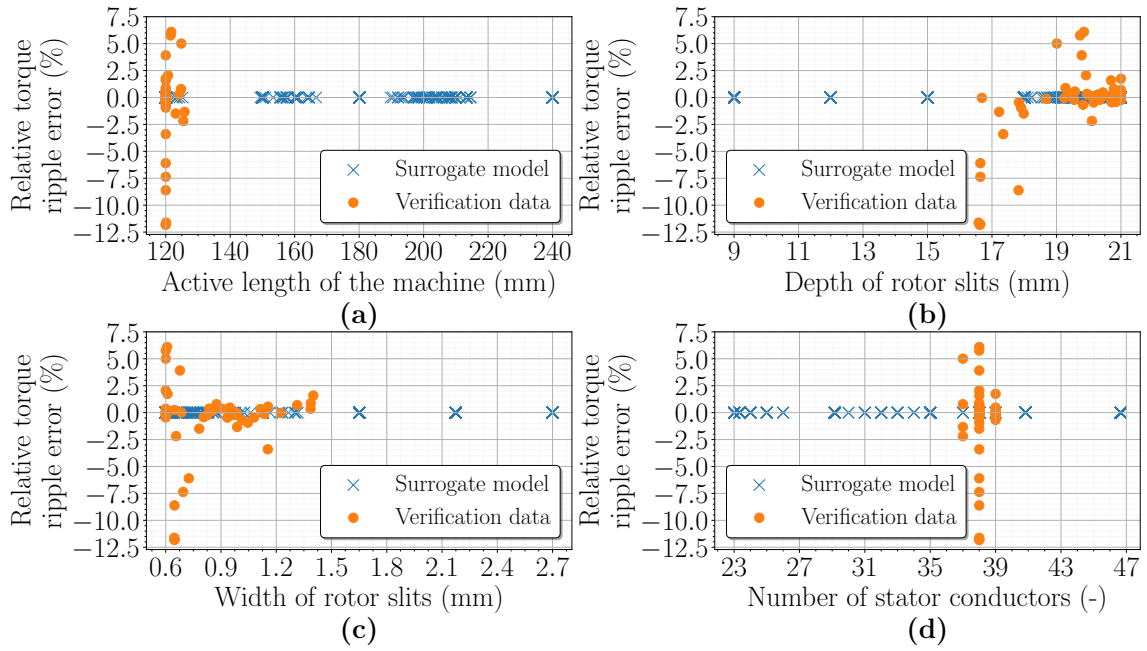 7.5
5.0
2.5
0.0
−2.5
−5.0
−7.5
−10.0
−12.5
Relative torque
ripple error (%)
Surrogate model
Verification data
120 140 160 180 200 220 240
Active length of the machine (mm)
(a)
7.5
5.0
2.5
0.0
−2.5
−5.0
−7.5
−10.0
−12.5
Relative torque
ripple error (%)
Surrogate model
Verification data
9 11 13 15 17 19 21
Depth of rotor slits (mm)
(b)
7.5
5.0
2.5
0.0
−2.5
−5.0
−7.5
−10.0
−12.5
Relative torque
ripple error (%)
Surrogate model
Verification data
0.6 0.9 1.2 1.5 1.8 2.1 2.4 2.7
Width of rotor slits (mm)
(c)
7.5
5.0
2.5
0.0
−2.5
−5.0
−7.5
−10.0
−12.5
Relative torque
ripple error (%)
Surrogate model
Verification data
23 27 31 35 39 43 47
Number of stator conductors (-)
(d)